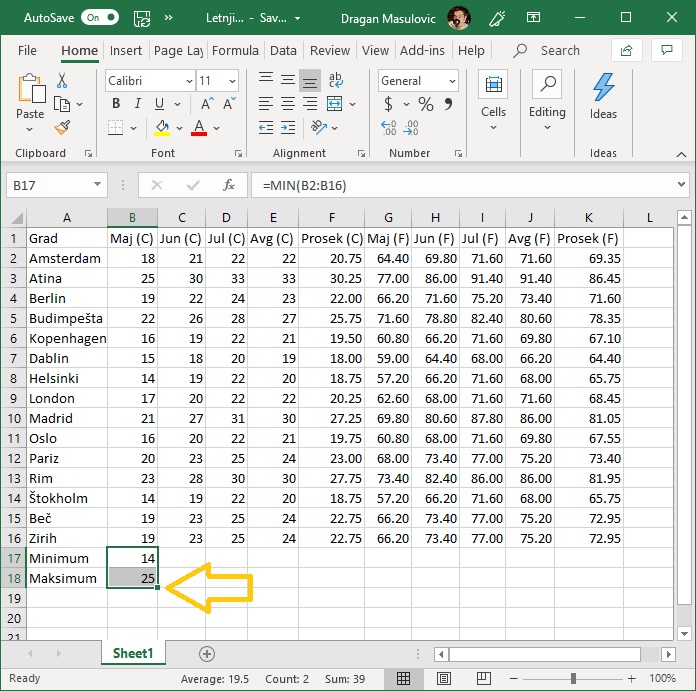 AutoSave On Letnji... - Sav... Dragan Masulovic
File Home Insert Page Lay Formula Data Review View Add-ins Help Search
Calibri 11 General
Paste B I U A A A $ % 9 Cells Editing Ideas
Clipboard Font Alignment Number Ideas
B17 fx =MIN(B2:B16)
A B C D E F G H I J K L
1 Grad Maj (C) Jun (C) Jul (C) Avg (C) Prosek (C) Maj (F) Jun (F) Jul (F) Avg (F) Prosek (F)
2 Amsterdam 18 21 22 22 20.75 64.40 69.80 71.60 71.60 69.35
3 Atina 25 30 33 33 30.25 77.00 86.00 91.40 91.40 86.45
4 Berlin 19 22 24 23 22.00 66.20 71.60 75.20 73.40 71.60
5 Budimpešta 22 26 28 27 25.75 71.60 78.80 82.40 80.60 78.35
6 Kopenhagen 16 19 22 21 19.50 60.80 66.20 71.60 69.80 67.10
7 Dablin 15 18 20 19 18.00 59.00 64.40 68.00 66.20 64.40
8 Helsinki 14 19 22 20 18.75 57.20 66.20 71.60 68.00 65.75
9 London 17 20 22 22 20.25 62.60 68.00 71.60 71.60 68.45
10 Madrid 21 27 31 30 27.25 69.80 80.60 87.80 86.00 81.05
11 Oslo 16 20 22 21 19.75 60.80 68.00 71.60 69.80 67.55
12 Pariz 20 23 25 24 23.00 68.00 73.40 77.00 75.20 73.40
13 Rim 23 28 30 30 27.75 73.40 82.40 86.00 86.00 81.95
14 Štokholm 14 19 22 20 18.75 57.20 66.20 71.60 68.00 65.75
15 Beč 19 23 25 24 22.75 66.20 73.40 77.00 75.20 72.95
16 Zirih 19 23 25 24 22.75 66.20 73.40 77.00 75.20 72.95
17 Minimum 14
18 Maksimum 25
19
20
21
Sheet1
Ready Average: 19.5 Count: 2 Sum: 39 100%